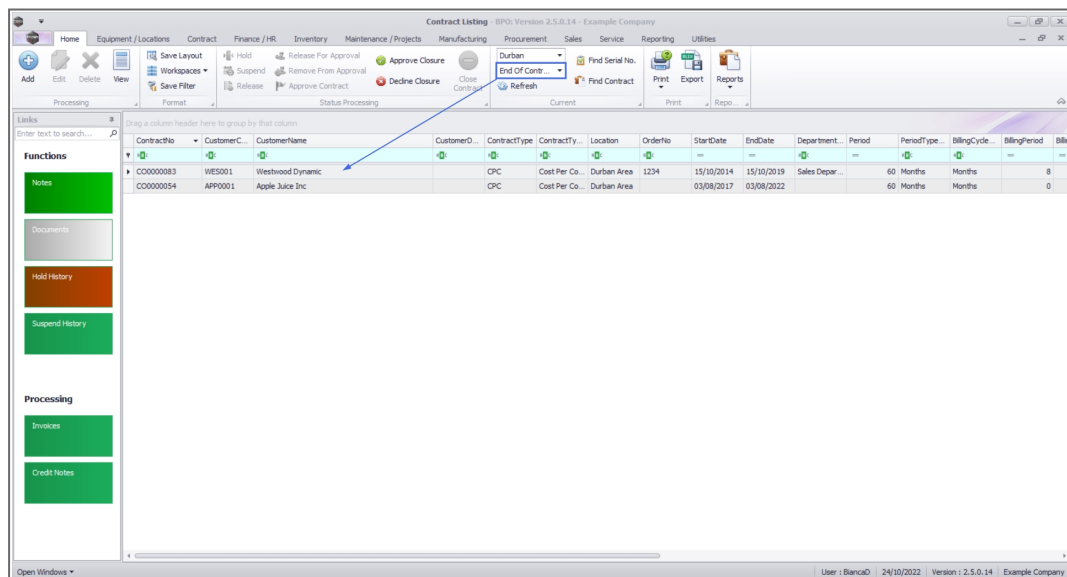 Contract Listing - BPO: Version 2.5.0.14 - Example Company
Home Equipment / Locations Contract Finance / HR Inventory Maintenance / Projects Manufacturing Procurement Sales Service Reporting Utilities
Add Edit Delete View
Processing
Save Layout
Workspaces
Save Filter
Format
Hold
Suspend
Release
Release For Approval
Remove From Approval
Approve Contract
Approve Closure
Decline Closure
Close Contract
Status Processing
Durban
End Of Contr...
Refresh
Find Serial No.
Find Contract
Current
Print Export
Print
Reports
Repo...
Links
Enter text to search...
Functions
Notes
Documents
Hold History
Suspend History
Processing
Invoices
Credit Notes
Drag a column header here to group by that column
ContractNo CustomerC... CustomerName CustomerD... ContractType ContractTy... Location OrderNo StartDate EndDate Department... Period PeriodType... BillingCycle... BillingPeriod Billi
CO0000083 WES001 Westwood Dynamic CPC Cost Per Co... Durban Area 1234 15/10/2014 15/10/2019 Sales Depar... 60 Months Months 8
CO0000054 APP0001 Apple Juice Inc CPC Cost Per Co... Durban Area 03/08/2017 03/08/2022 60 Months Months 0
Open Windows
User : BiancaD 24/10/2022 Version : 2.5.0.14 Example Company